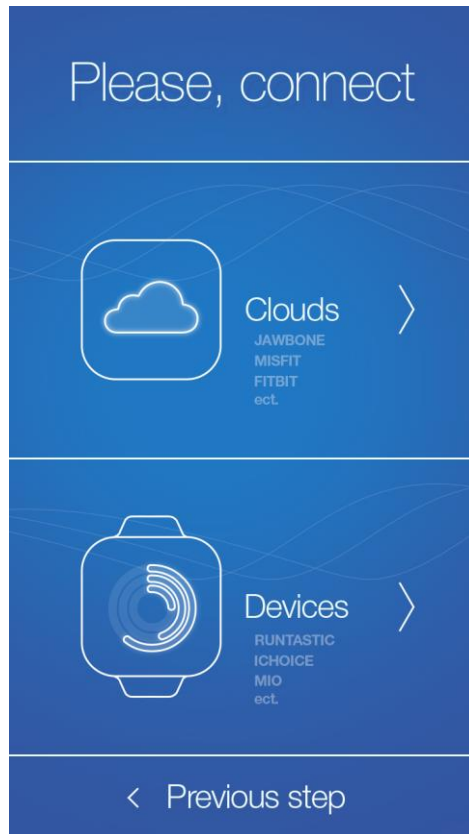 Please, connect
Clouds
JAWBONE
MISFIT
FITBIT
ect.
Devices
RUNTASTIC
ICHOICE
MIO
ect.
Previous step